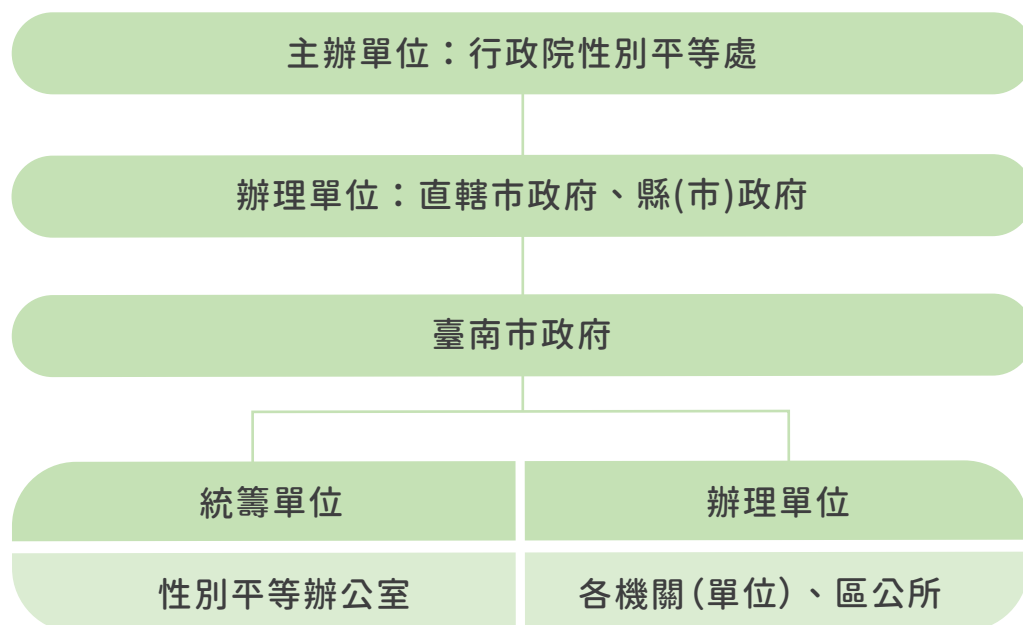 主辦單位：行政院性別平等處
辦理單位：直轄市政府、縣(市)政府
臺南市政府
統籌單位
辦理單位
性別平等辦公室
各機關(單位)、區公所